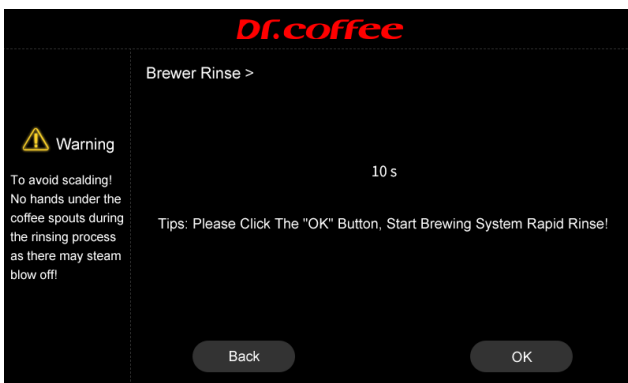 Dr.coffee
Brewer Rinse >
Warning
To avoid scalding!
No hands under the
coffee spouts during
the rinsing process
as there may steam
blow off!
10 s
Tips: Please Click The "OK" Button, Start Brewing System Rapid Rinse!
Back
OK